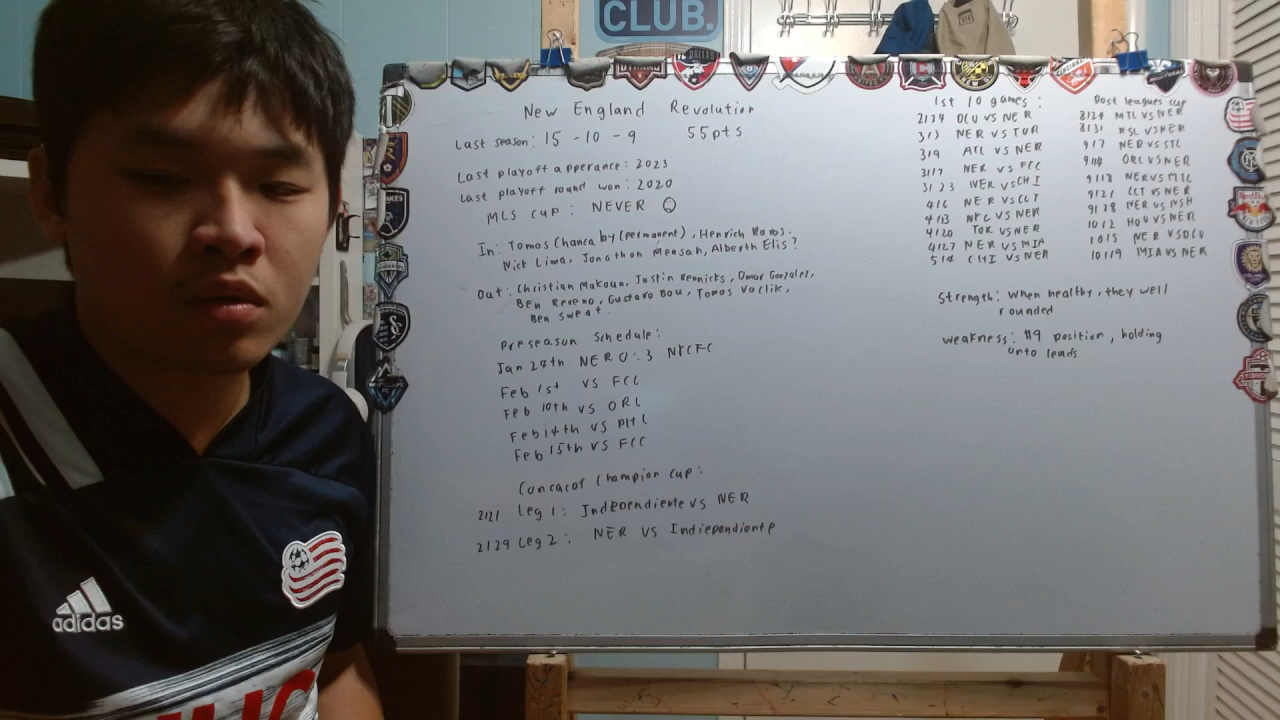 CLUB.
New England Revolution
Last season: 15 - 10 - 9 55pts
Last playoff apperance: 2023
Last playoff round won: 2020
MLS CUP: NEVER
In: Tomas Chancalay (permanent), Henrich Ravas,
Nick Lima, Jonathan Mensah, Alberth Elis?
Out: Christian Makoun, Justin Rennicks, Omar Gonzalez,
Ben Reveno, Gustavo Bou, Tomas Vaclik,
Ben Sweat.
Preseason Schedule:
Jan 28th NER 0:3 NYCFC
Feb 1st VS FCC
Feb 10th VS ORL
Feb 14th VS
Feb 15th VS FCC
Concacaf Champion Cup:
2/21 Leg 1: Independiente VS NER
2/29 Leg 2: NER VS Indiependiente
1st 10 games:
2/24 DCU VS NER
3/3 NER VS TOR
3/9 ATL VS NER
3/17 NER VS FCC
3/23 NER VS CHI
4/6 NER VS CLT
4/13 NYC VS NER
4/20 TOR VS NER
4/27 NER VS MIA
5/4 CHI VS NER
Post leagues cup
8/24 MTL VS NER
8/31 RSL VS NER
9/7 NER VS STL
ORL VS NER
9/18 NER VS MTL
9/21 CLT VS NER
9/28 NER VS NSH
10/2 HOU VS NER
10/5 NER VS DCU
10/19 MIA VS NER
Strength: When healthy, they well
rounded
weakness: #9 position, holding
onto leads
adidas